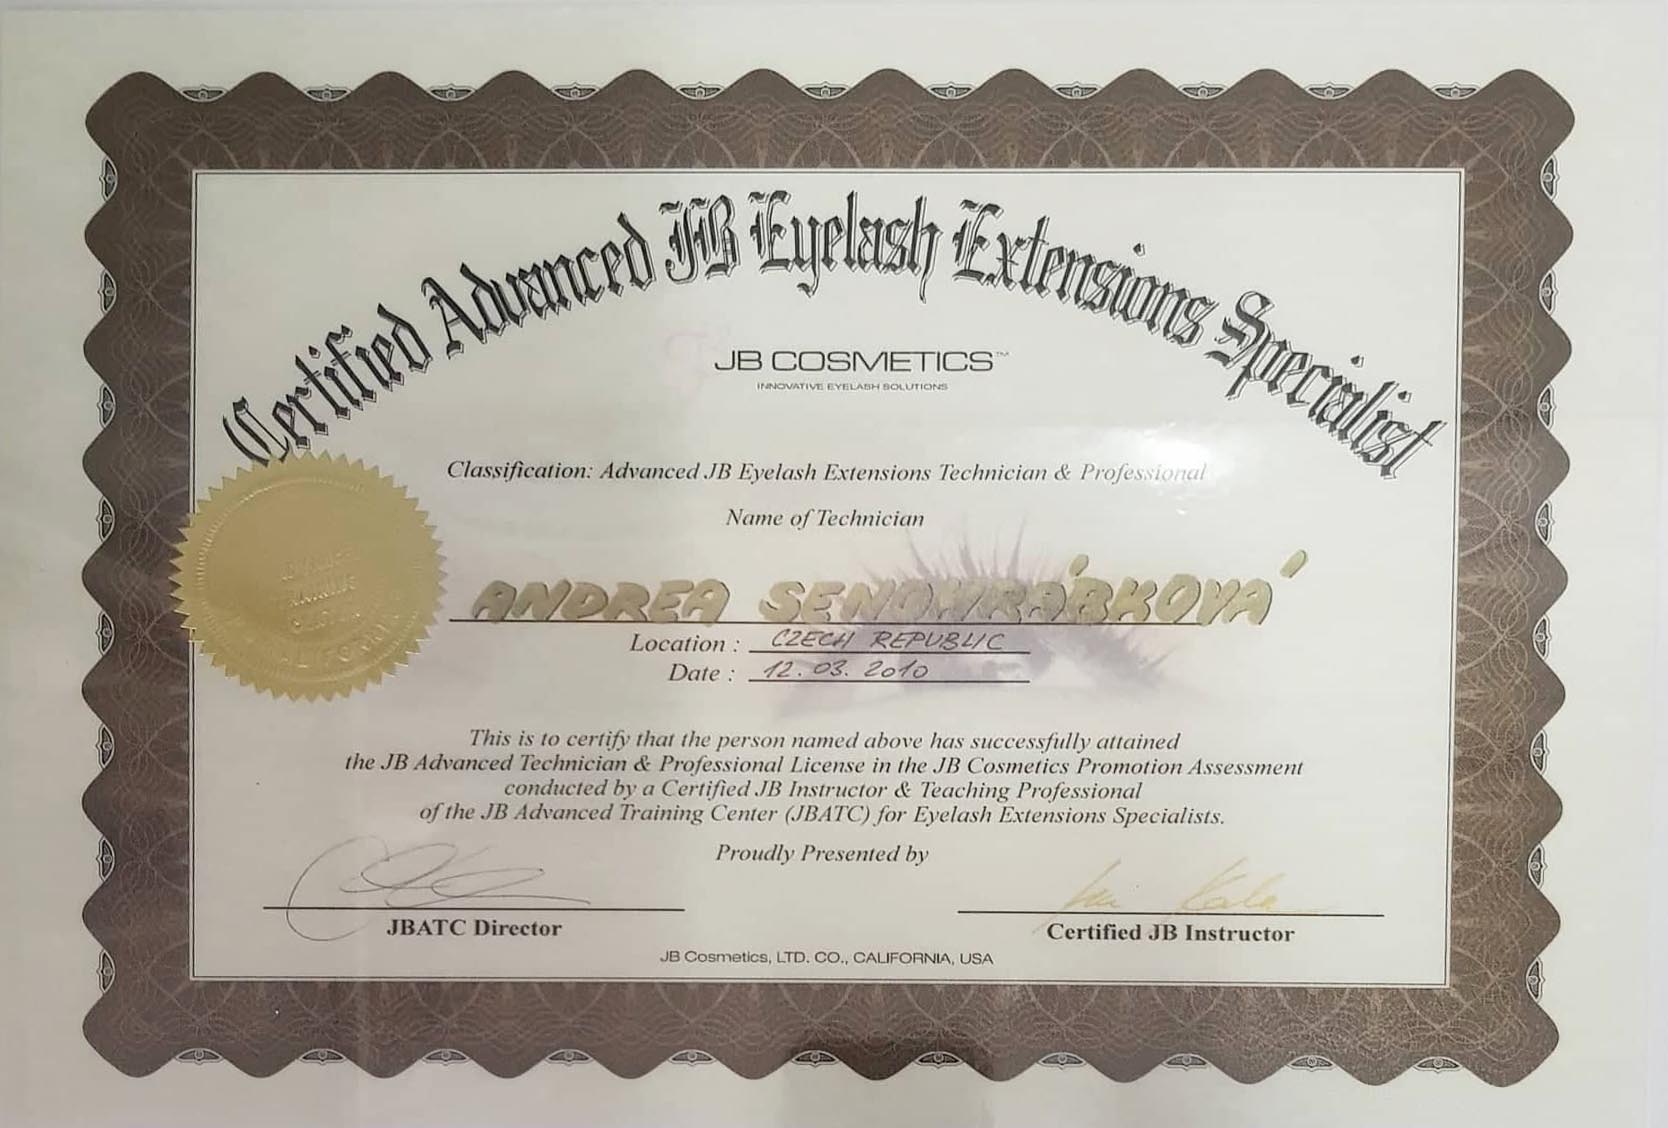 Certified Advanced JB Eyelash Extensions Specialist
JB COSMETICS™
INNOVATIVE EYELASH SOLUTIONS
Classification: Advanced JB Eyelash Extensions Technician & Professional
Name of Technician
ANDREA SENOHRÁBKOVÁ
Location : CZECH REPUBLIC
Date : 12.03.2010
This is to certify that the person named above has successfully attained
the JB Advanced Technician & Professional License in the JB Cosmetics Promotion Assessment
conducted by a Certified JB Instructor & Teaching Professional
of the JB Advanced Training Center (JBATC) for Eyelash Extensions Specialists.
Proudly Presented by
JBATC Director
Certified JB Instructor
JB Cosmetics, LTD. CO., CALIFORNIA, USA